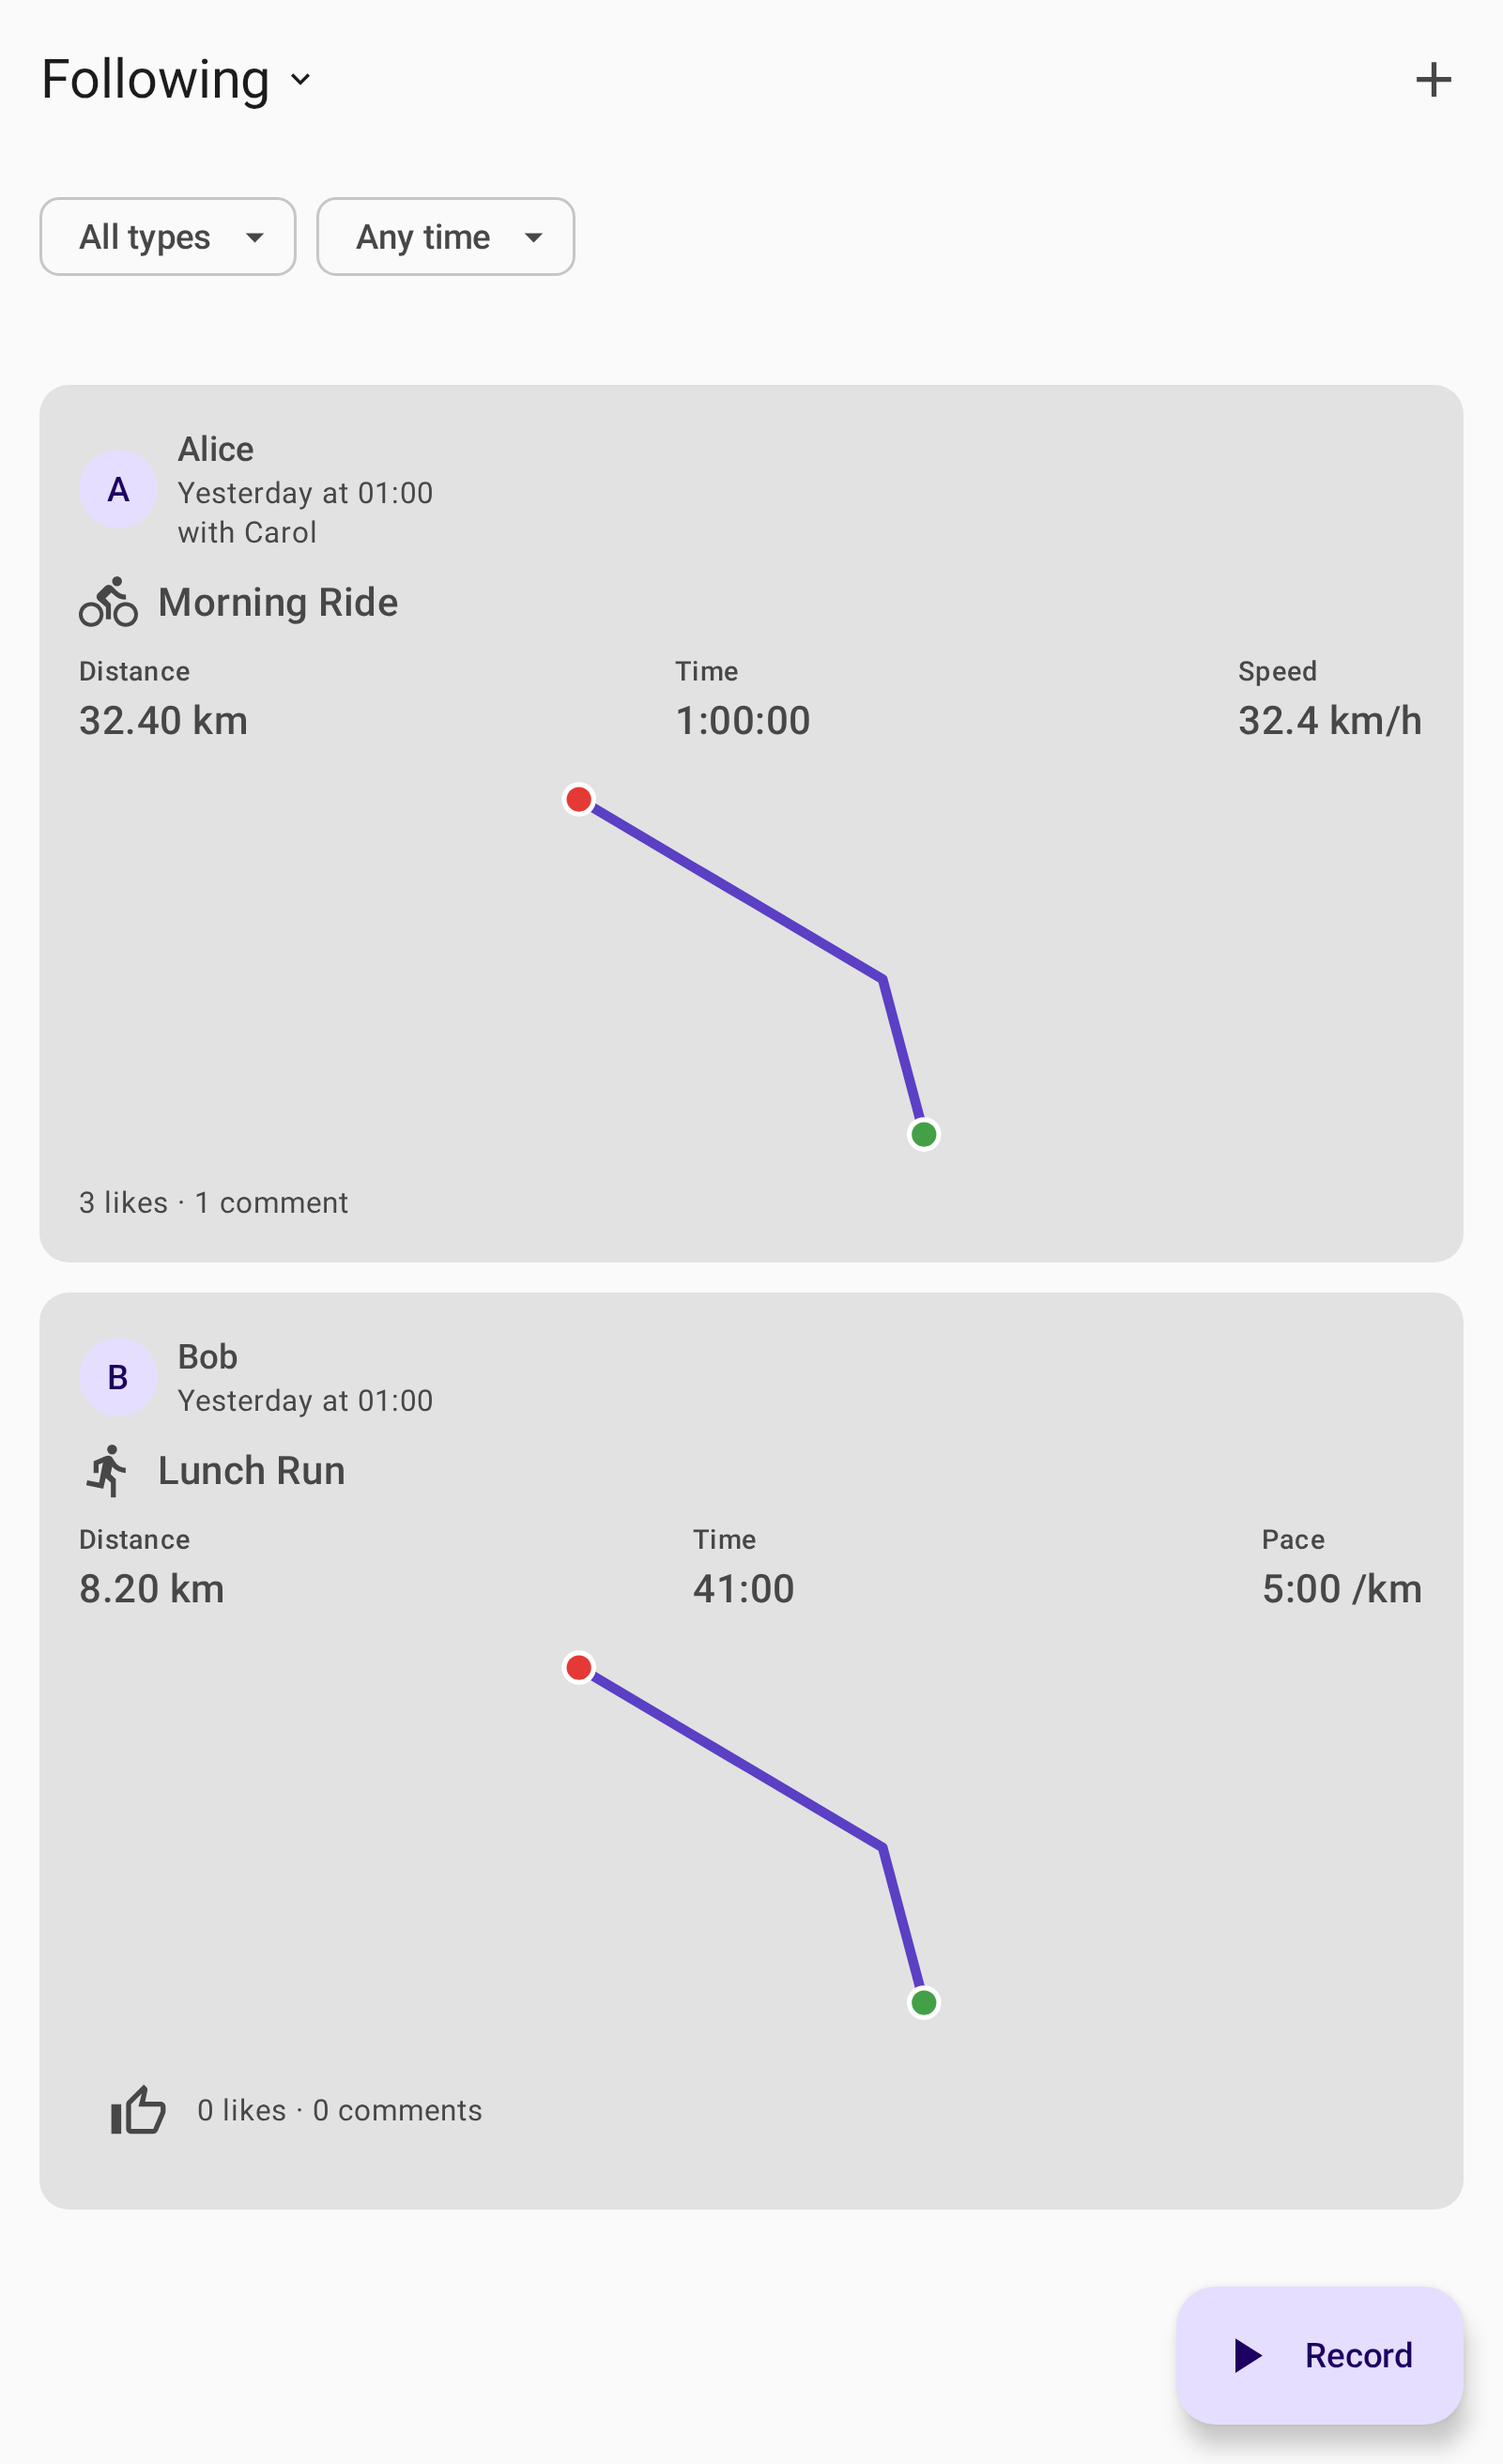 Following
All types
Any time
A
Alice
Yesterday at 01:00
with Carol
Morning Ride
Distance
Time
Speed
32.40 km
1:00:00
32.4 km/h
3 likes · 1 comment
B
Bob
Yesterday at 01:00
Lunch Run
Distance
Time
Pace
8.20 km
41:00
5:00 /km
0 likes · 0 comments
Record